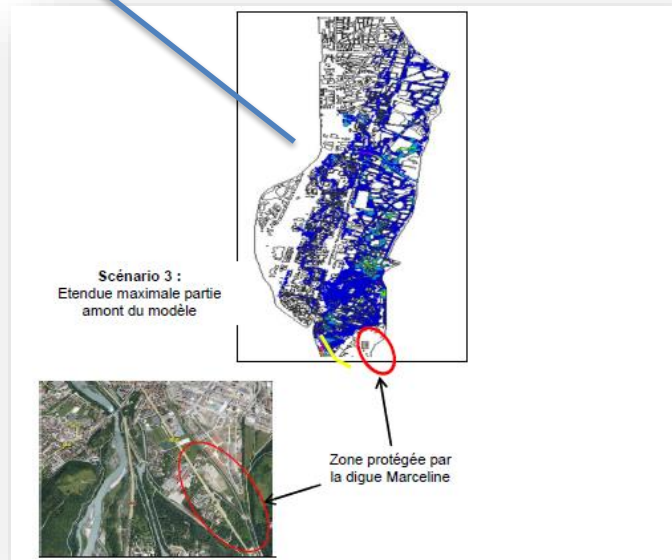 Scénario 3 :
Etendue maximale partie
amont du modèle
Zone protégée par
la digue Marceline